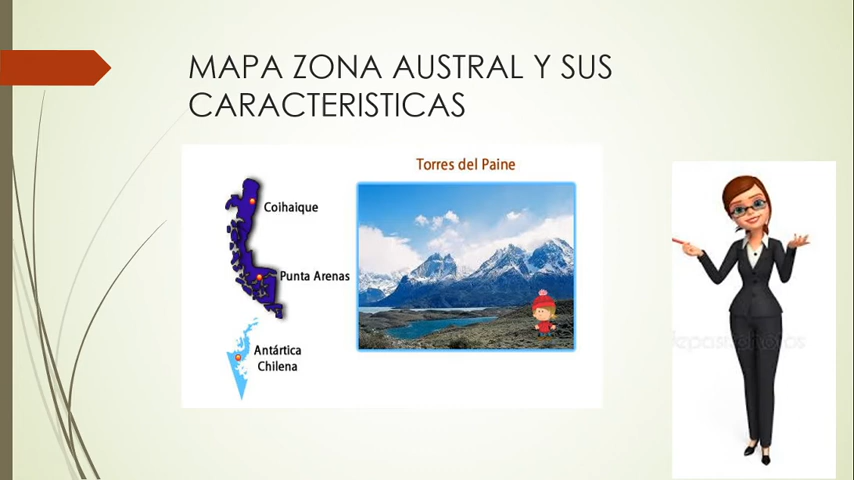 MAPA ZONA AUSTRAL Y SUS
CARACTERISTICAS
Torres del Paine
Coihaique
Punta Arenas
Antártica
Chilena